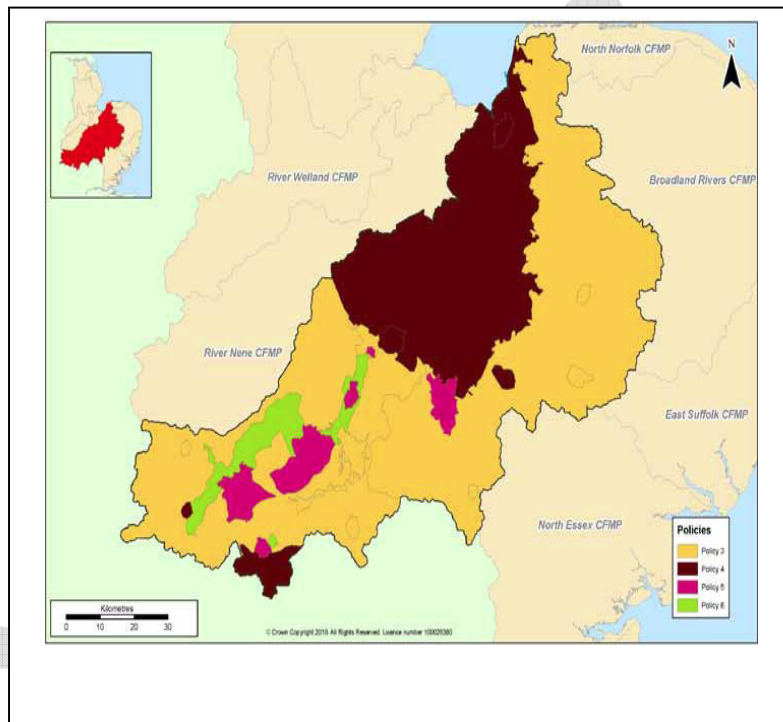 North Norfolk CFMP
N
River Welland CFMP
Broadland Rivers CFMP
River Nene CFMP
East Suffolk CFMP
North Essex CFMP
Policies
Policy 3
Policy 4
Policy 5
Policy 6
Kilometres
0 10 20 30
© Crown Copyright 2010 All Rights Reserved. Licence number 100026380